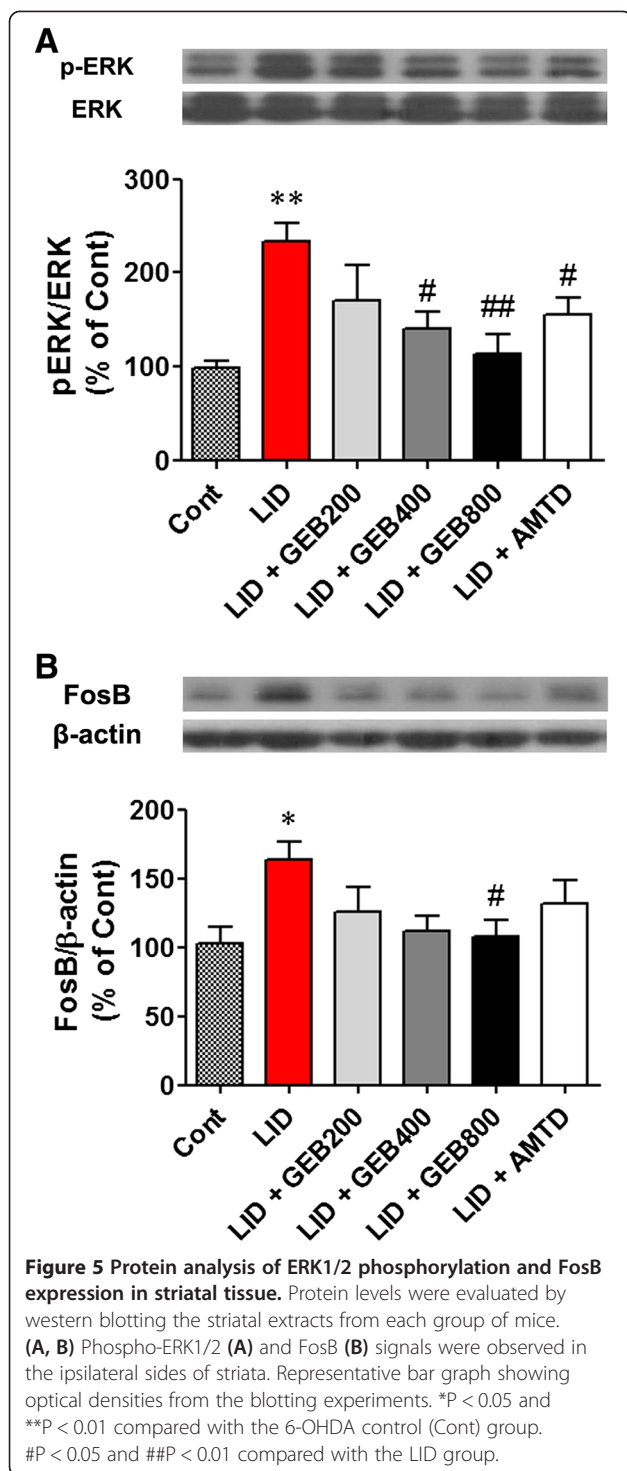 A
p-ERK
ERK
pERK/ERK
(% of Cont)
300
200
100
0
**
#
##
#
Cont
LID
LID + GEB200
LID + GEB400
LID + GEB800
LID + AMTD
B
FosB
β-actin
FosB/β-actin
(% of Cont)
200
150
100
50
0
*
#
Cont
LID
LID + GEB200
LID + GEB400
LID + GEB800
LID + AMTD
Figure 5 Protein analysis of ERK1/2 phosphorylation and FosB
expression in striatal tissue. Protein levels were evaluated by
western blotting the striatal extracts from each group of mice.
(A, B) Phospho-ERK1/2 (A) and FosB (B) signals were observed in
the ipsilateral sides of striata. Representative bar graph showing
optical densities from the blotting experiments. *P < 0.05 and
**P < 0.01 compared with the 6-OHDA control (Cont) group.
#P < 0.05 and ##P < 0.01 compared with the LID group.